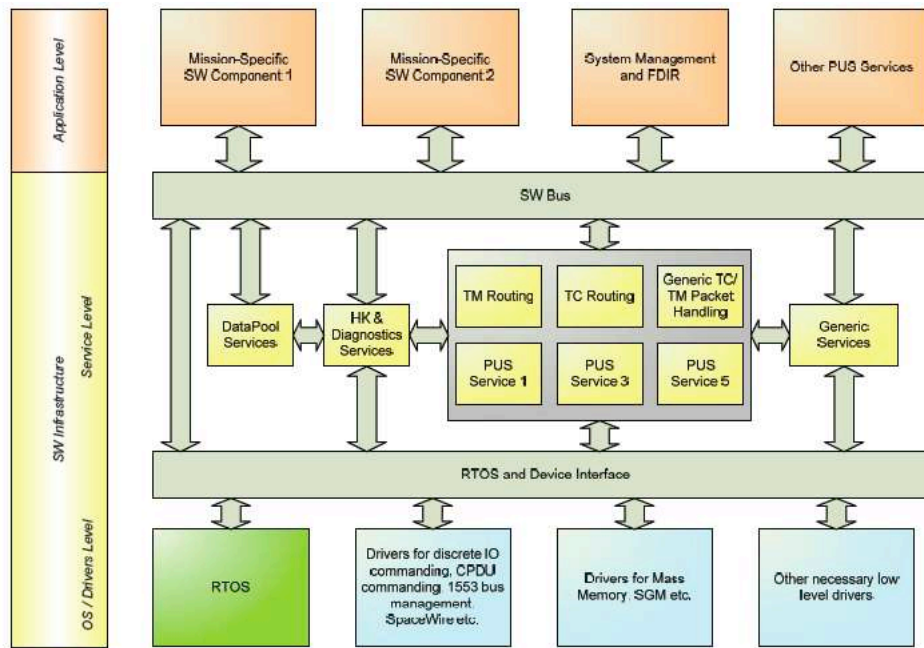 Application Level
Mission-Specific
SW Component 1
Mission-Specific
SW Component 2
System Management
and FDIR
Other PUS Services
SW Bus
SW Infrastructure
Service Level
TM Routing
TC Routing
Generic TC/
TM Packet
Handling
DataPool
Services
HK &
Diagnostics
Services
Generic
Services
PUS
Service 1
PUS
Service 3
PUS
Service 5
RTOS and Device Interface
OS / Drivers Level
RTOS
Drivers for discrete IO
commanding, CPDU
commanding, 1553 bus
management,
SpaceWire etc.
Drivers for Mass
Memory, SGM etc.
Other necessary low
level drivers